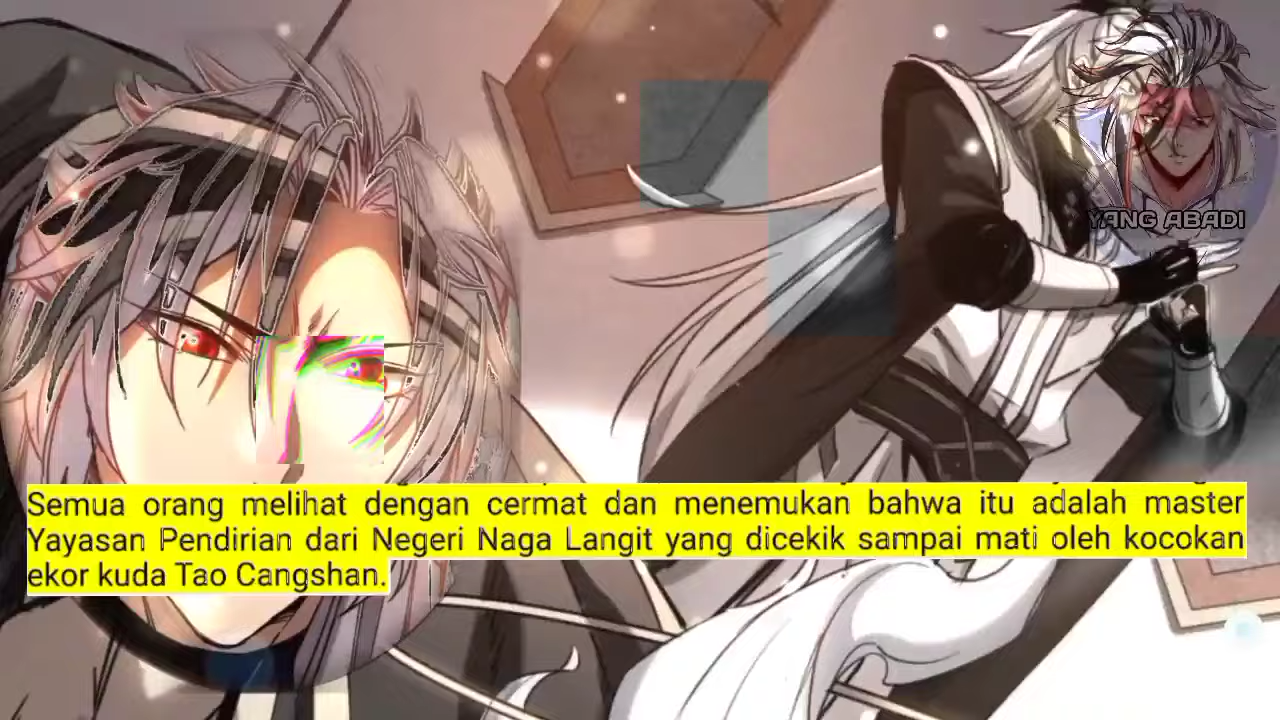 YANG ABADI
Semua orang melihat dengan cermat dan menemukan bahwa itu adalah master
Yayasan Pendirian dari Negeri Naga Langit yang dicekik sampai mati oleh kocokan
ekor kuda Tao Cangshan.